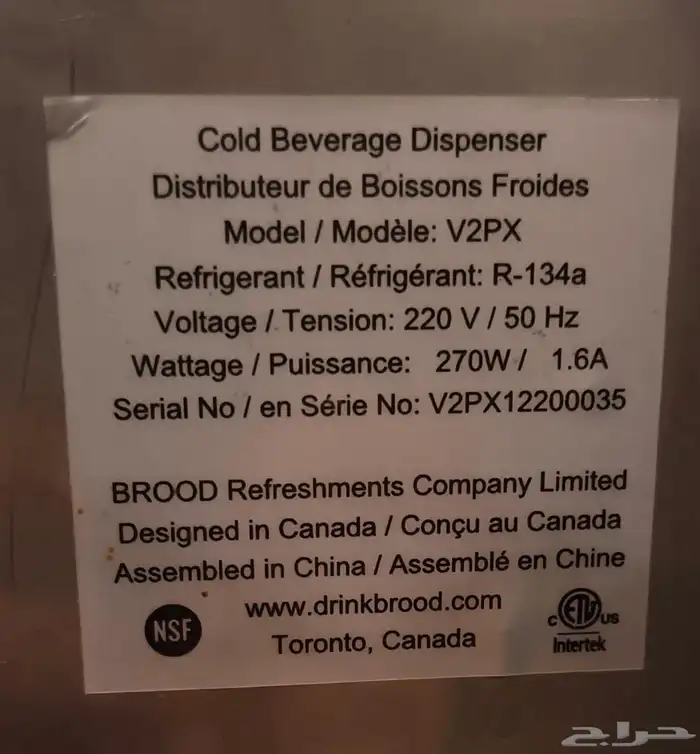 Cold Beverage Dispenser
Distributeur de Boissons Froides
Model / Modèle: V2PX
Refrigerant / Réfrigérant: R-134a
Voltage / Tension: 220 V / 50 Hz
Wattage / Puissance: 270W / 1.6A
Serial No / en Série No: V2PX12200035
BROOD Refreshments Company Limited
Designed in Canada / Conçu au Canada
Assembled in China / Assemblé en Chine
www.drinkbrood.com
Toronto, Canada
NSF
c ETL us
Intertek
حراج